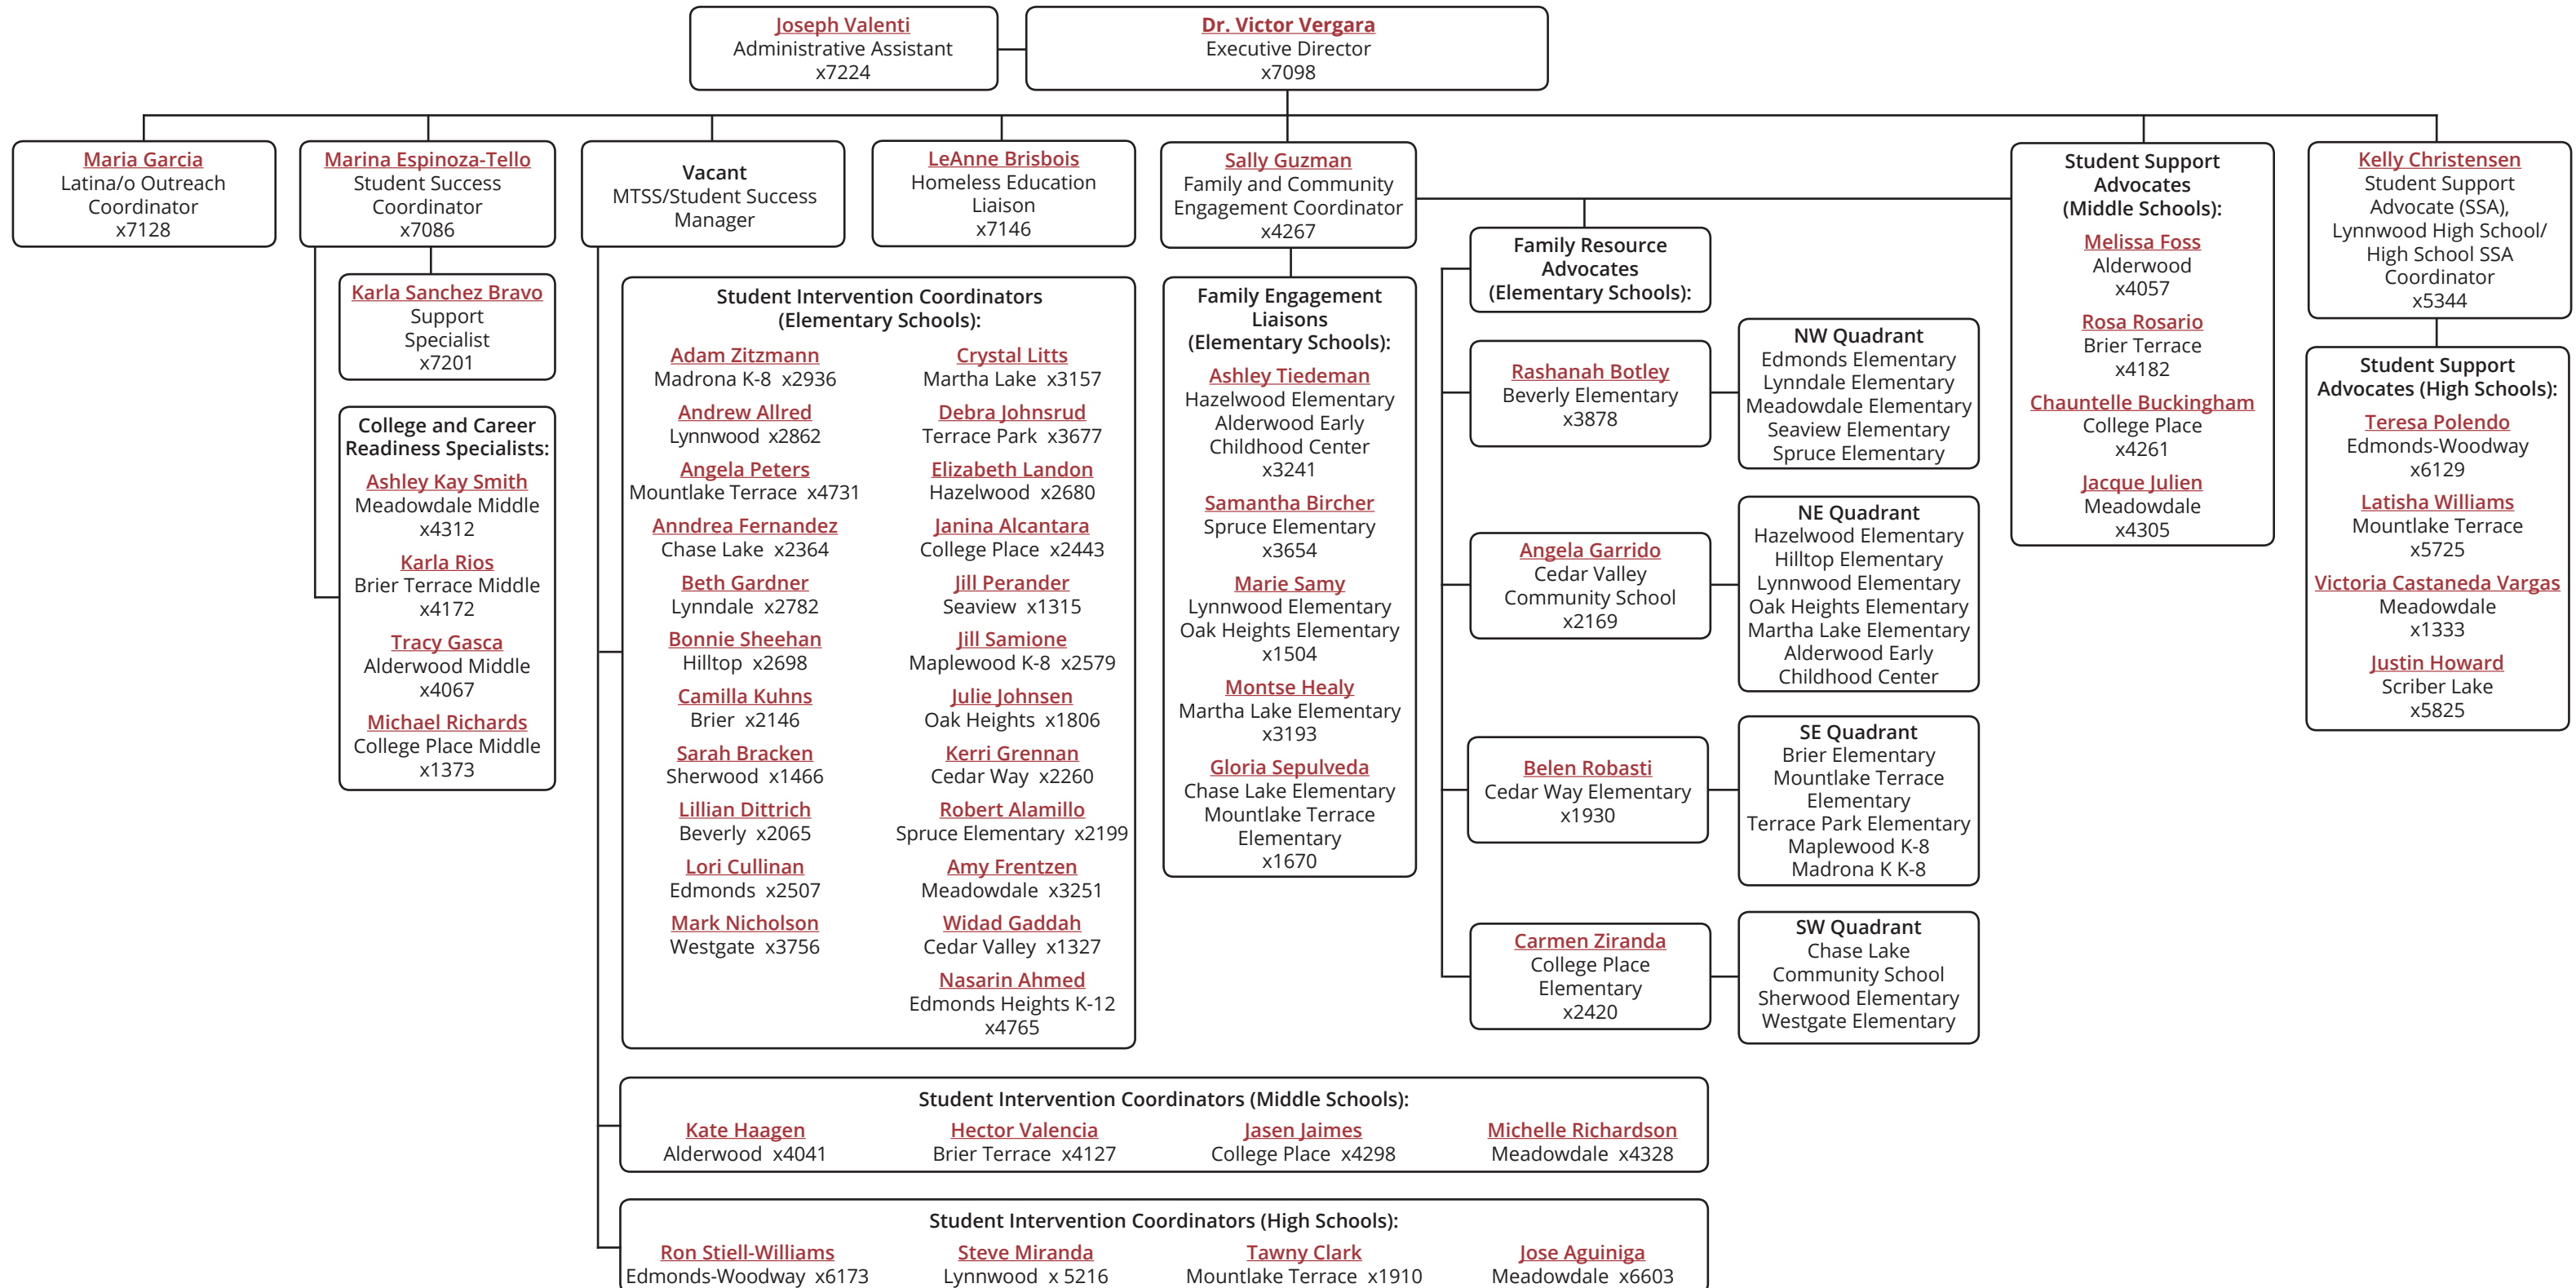 Joseph Valenti
Administrative Assistant
x7224
Dr. Victor Vergara
Executive Director
x7098
Maria Garcia
Latina/o Outreach
Coordinator
x7128
Marina Espinoza-Tello
Student Success
Coordinator
x7086
Karla Sanchez Bravo
Support
Specialist
x7201
College and Career
Readiness Specialists:
Ashley Kay Smith
Meadowdale Middle
x4312
Karla Rios
Brier Terrace Middle
x4172
Tracy Gasca
Alderwood Middle
x4067
Michael Richards
College Place Middle
x1373
Vacant
MTSS/Student Success
Manager
Student Intervention Coordinators
(Elementary Schools):
Adam Zitzmann
Madrona K-8  x2936
Andrew Allred
Lynnwood  x2862
Angela Peters
Mountlake Terrace  x4731
Anndrea Fernandez
Chase Lake  x2364
Beth Gardner
Lynndale  x2782
Bonnie Sheehan
Hilltop  x2698
Camilla Kuhns
Brier  x2146
Sarah Bracken
Sherwood  x1466
Lillian Dittrich
Beverly  x2065
Lori Cullinan
Edmonds  x2507
Mark Nicholson
Westgate  x3756
Crystal Litts
Martha Lake  x3157
Debra Johnsrud
Terrace Park  x3677
Elizabeth Landon
Hazelwood  x2680
Janina Alcantara
College Place  x2443
Jill Perander
Seaview  x1315
Jill Samione
Maplewood K-8  x2579
Julie Johnsen
Oak Heights  x1806
Kerri Grennan
Cedar Way  x2260
Robert Alamillo
Spruce Elementary  x2199
Amy Frentzen
Meadowdale  x3251
Widad Gaddah
Cedar Valley  x1327
Nasarin Ahmed
Edmonds Heights K-12
x4765
Student Intervention Coordinators (Middle Schools):
Kate Haagen
Alderwood  x4041
Hector Valencia
Brier Terrace  x4127
Jasen Jaimes
College Place  x4298
Michelle Richardson
Meadowdale  x4328
Student Intervention Coordinators (High Schools):
Ron Stiell-Williams
Edmonds-Woodway  x6173
Steve Miranda
Lynnwood  x 5216
Tawny Clark
Mountlake Terrace  x1910
Jose Aguiniga
Meadowdale  x6603
LeAnne Brisbois
Homeless Education
Liaison
x7146
Sally Guzman
Family and Community
Engagement Coordinator
x4267
Family Engagement
Liaisons
(Elementary Schools):
Ashley Tiedeman
Hazelwood Elementary
Alderwood Early
Childhood Center
x3241
Samantha Bircher
Spruce Elementary
x3654
Marie Samy
Lynnwood Elementary
Oak Heights Elementary
x1504
Montse Healy
Martha Lake Elementary
x3193
Gloria Sepulveda
Chase Lake Elementary
Mountlake Terrace
Elementary
x1670
Family Resource
Advocates
(Elementary Schools):
Rashanah Botley
Beverly Elementary
x3878
NW Quadrant
Edmonds Elementary
Lynndale Elementary
Meadowdale Elementary
Seaview Elementary
Spruce Elementary
Angela Garrido
Cedar Valley
Community School
x2169
NE Quadrant
Hazelwood Elementary
Hilltop Elementary
Lynnwood Elementary
Oak Heights Elementary
Martha Lake Elementary
Alderwood Early
Childhood Center
Belen Robasti
Cedar Way Elementary
x1930
SE Quadrant
Brier Elementary
Mountlake Terrace
Elementary
Terrace Park Elementary
Maplewood K-8
Madrona K K-8
Carmen Ziranda
College Place
Elementary
x2420
SW Quadrant
Chase Lake
Community School
Sherwood Elementary
Westgate Elementary
Student Support
Advocates
(Middle Schools):
Melissa Foss
Alderwood
x4057
Rosa Rosario
Brier Terrace
x4182
Chauntelle Buckingham
College Place
x4261
Jacque Julien
Meadowdale
x4305
Kelly Christensen
Student Support
Advocate (SSA),
Lynnwood High School/
High School SSA
Coordinator
x5344
Student Support
Advocates (High Schools):
Teresa Polendo
Edmonds-Woodway
x6129
Latisha Williams
Mountlake Terrace
x5725
Victoria Castaneda Vargas
Meadowdale
x1333
Justin Howard
Scriber Lake
x5825